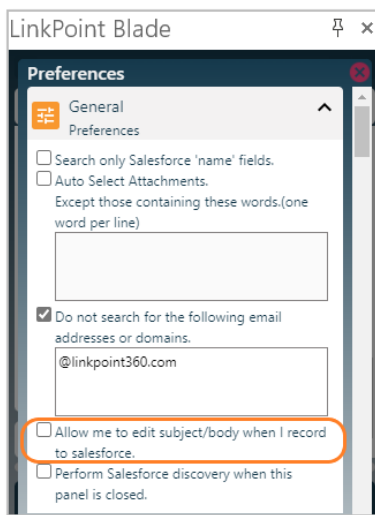 LinkPoint Blade
Preferences
General
Preferences
Search only Salesforce 'name' fields.
Auto Select Attachments.
Except those containing these words.(one
word per line)
Do not search for the following email
addresses or domains.
@linkpoint360.com
Allow me to edit subject/body when I record
to salesforce.
Perform Salesforce discovery when this
panel is closed.